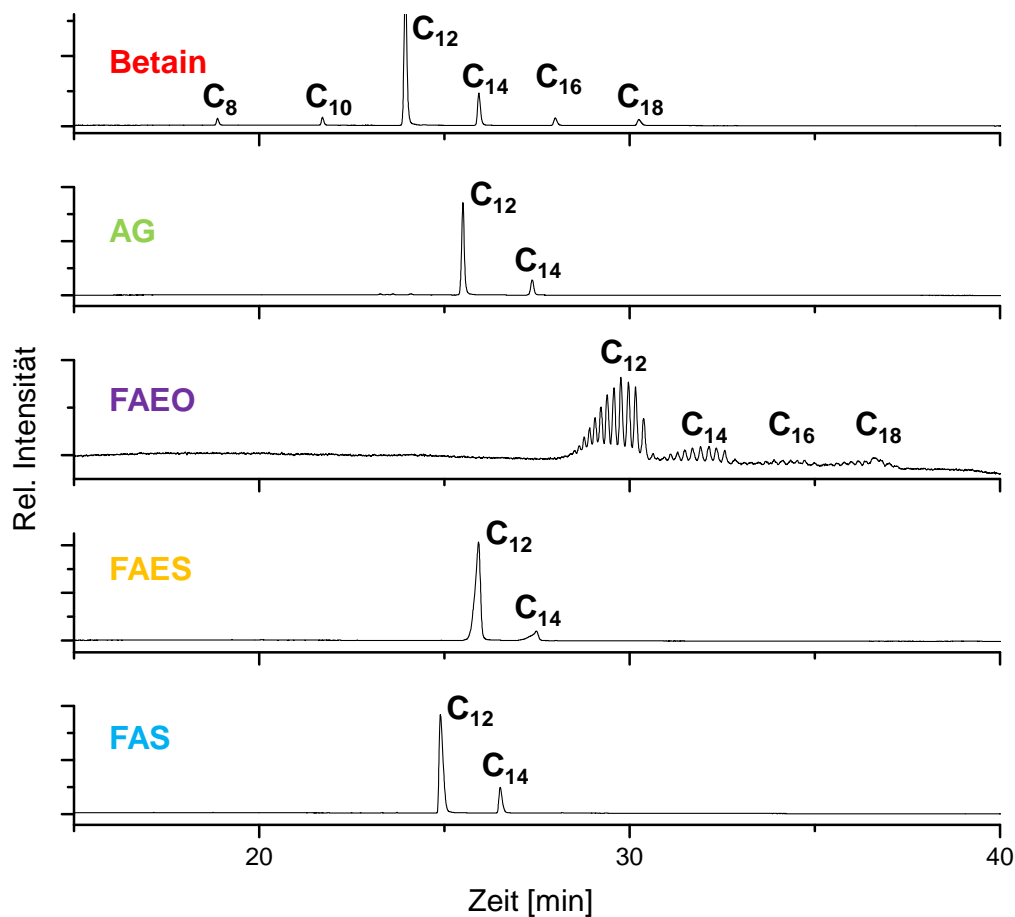 Betain
C₈
C₁₀
C₁₂
C₁₄
C₁₆
C₁₈
AG
C₁₂
C₁₄
FAEO
C₁₂
C₁₄
C₁₆
C₁₈
FAES
C₁₂
C₁₄
FAS
C₁₂
C₁₄
Rel. Intensität
20
30
40
Zeit [min]